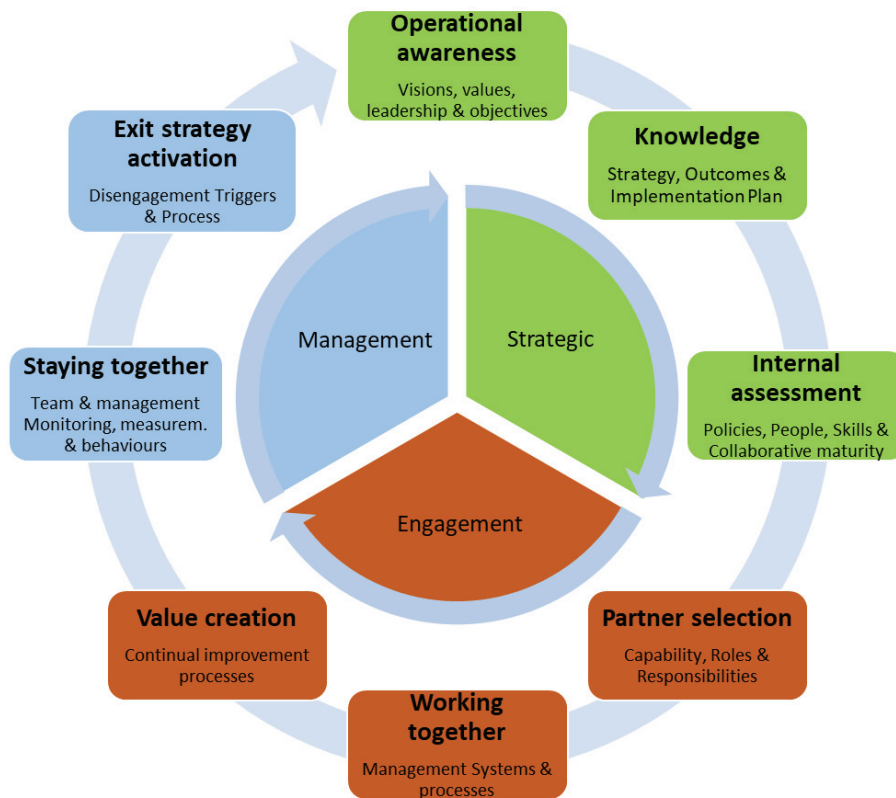 Operational
awareness
Visions, values,
leadership & objectives
Knowledge
Strategy, Outcomes &
Implementation Plan
Internal
assessment
Policies, People, Skills &
Collaborative maturity
Partner selection
Capability, Roles &
Responsibilities
Working
together
Management Systems &
processes
Value creation
Continual improvement
processes
Staying together
Team & management
Monitoring, measurem.
& behaviours
Exit strategy
activation
Disengagement Triggers
& Process
Management
Strategic
Engagement